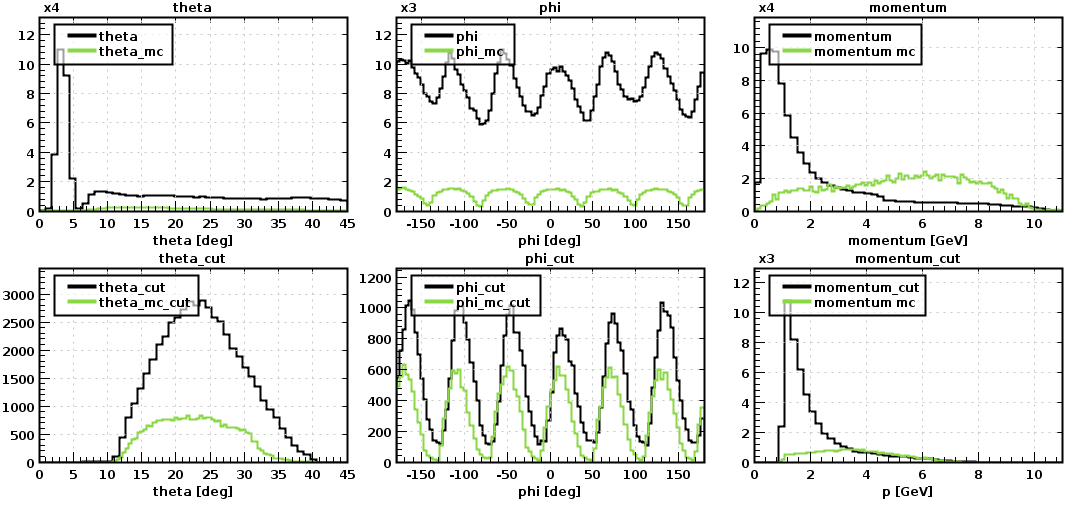 x4 theta
12
10
8
6
4
2
0
theta
theta_mc
0 5 10 15 20 25 30 35 40 45
theta [deg]
x3 phi
12
10
8
6
4
2
0
phi
phi_mc
-150 -100 -50 0 50 100 150
phi [deg]
x4 momentum
10
8
6
4
2
0
momentum
momentum mc
0 2 4 6 8 10
momentum [GeV]
theta_cut
3000
2500
2000
1500
1000
500
0
theta_cut
theta_mc_cut
0 5 10 15 20 25 30 35 40 45
theta [deg]
phi_cut
1200
1000
800
600
400
200
0
phi_cut
phi_mc_cut
-150 -100 -50 0 50 100 150
phi [deg]
x3 momentum_cut
12
10
8
6
4
2
0
momentum_cut
momentum mc
0 2 4 6 8 10
p [GeV]